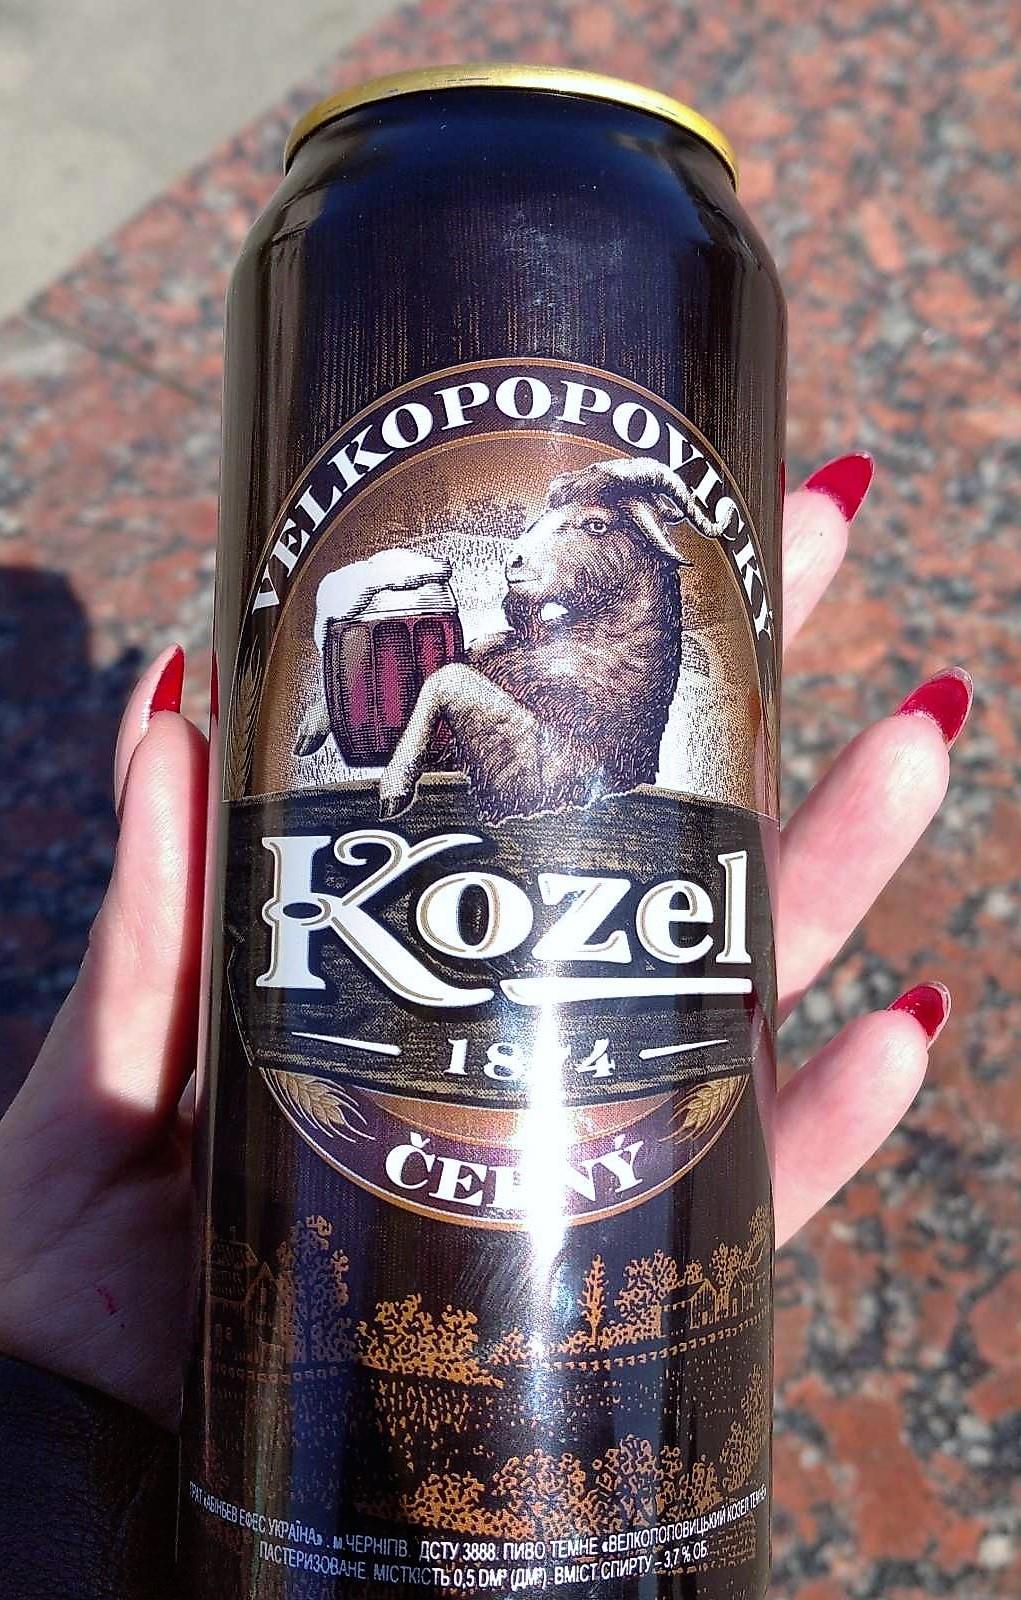 VELKOPOPOVICKÝ
Kozel
1874
ČERNÝ
ПРАТ «АБІНБЕВ ЕФЕС УКРАЇНА». м.ЧЕРНІГІВ. ДСТУ 3888. ПИВО ТЕМНЕ «ВЕЛКОПОПОВИЦЬКИЙ КОЗЕЛ ТЕМНЕ»
ПАСТЕРИЗОВАНЕ. МІСТКІСТЬ 0,5 DM³ (ДМ³). ВМІСТ СПИРТУ – 3,7 % ОБ.